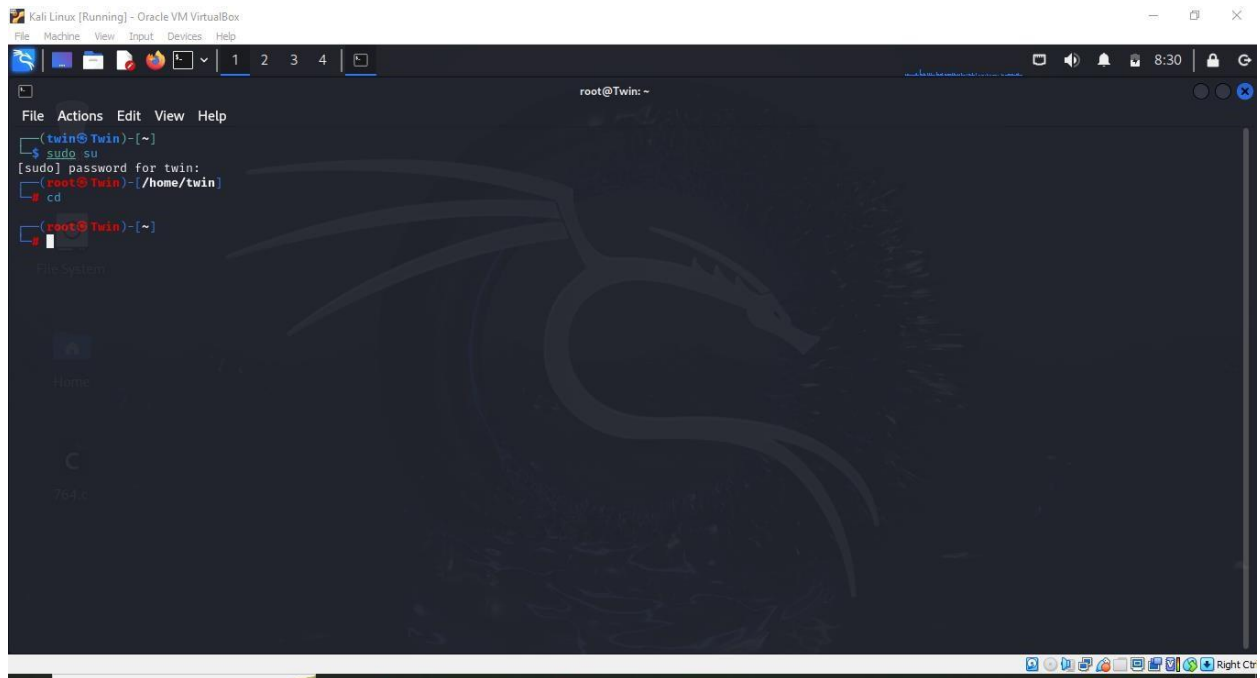 Kali Linux [Running] - Oracle VM VirtualBox
File Machine View Input Devices Help
1 2 3 4
8:30
root@Twin: ~
File Actions Edit View Help
┌──(twin㉿Twin)-[~]
└─$ sudo su
[sudo] password for twin:
┌──(root㉿Twin)-[/home/twin]
└─# cd
┌──(root㉿Twin)-[~]
└─#
File System
Home
C
764.c
Right Ctr